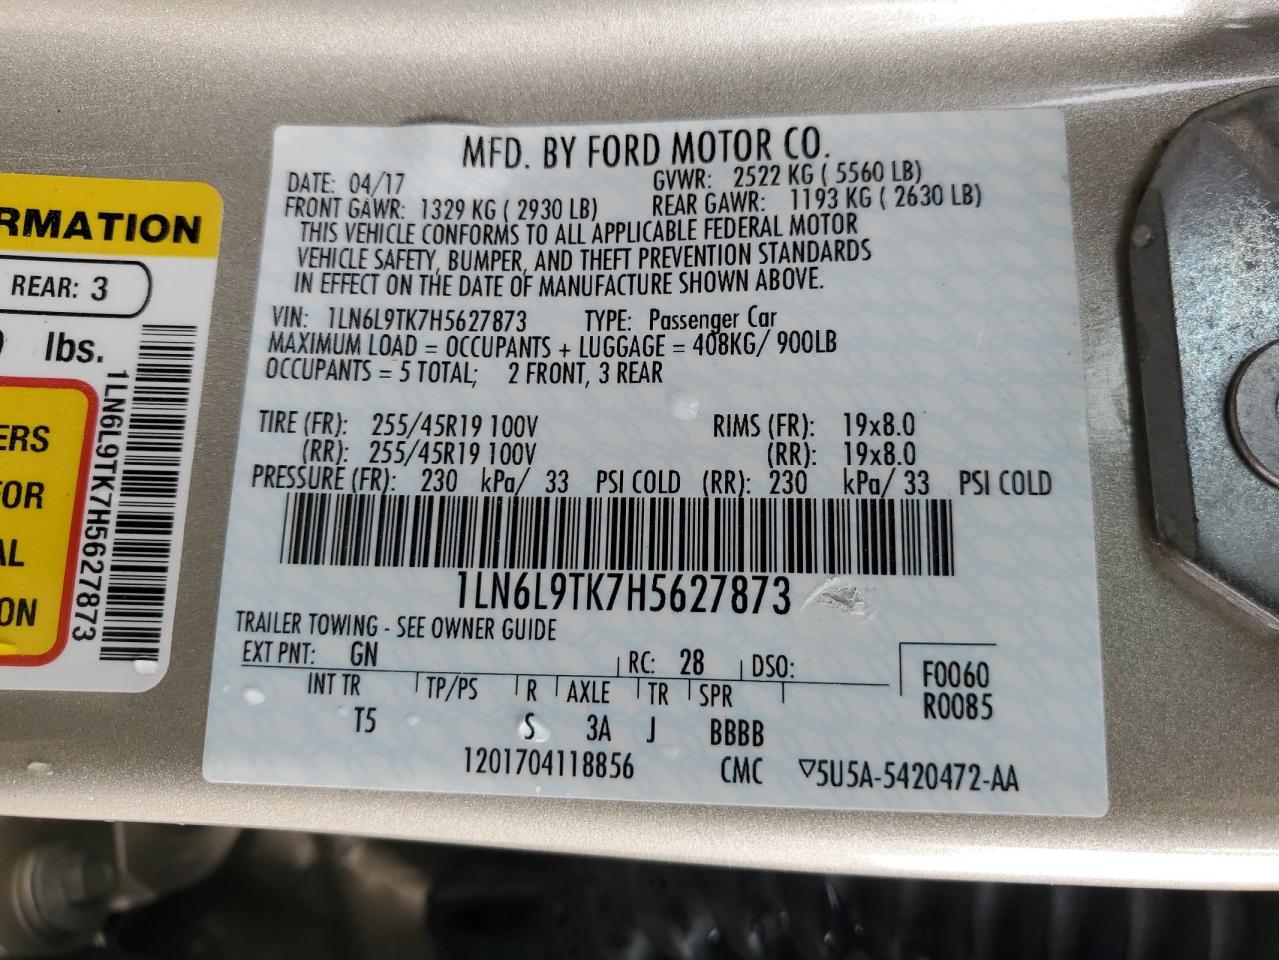 RMATION
REAR: 3
lbs.
ERS
TOR
AL
ON
1LN6L9TK7H5627873
MFD. BY FORD MOTOR CO.
DATE: 04/17 GVWR: 2522 KG ( 5560 LB)
FRONT GAWR: 1329 KG ( 2930 LB) REAR GAWR: 1193 KG ( 2630 LB)
THIS VEHICLE CONFORMS TO ALL APPLICABLE FEDERAL MOTOR
VEHICLE SAFETY, BUMPER, AND THEFT PREVENTION STANDARDS
IN EFFECT ON THE DATE OF MANUFACTURE SHOWN ABOVE.
VIN: 1LN6L9TK7H5627873 TYPE: Passenger Car
MAXIMUM LOAD = OCCUPANTS + LUGGAGE = 408KG/ 900LB
OCCUPANTS = 5 TOTAL; 2 FRONT, 3 REAR
TIRE (FR): 255/45R19 100V RIMS (FR): 19x8.0
(RR): 255/45R19 100V (RR): 19x8.0
PRESSURE (FR): 230 kPa/ 33 PSI COLD (RR): 230 kPa/ 33 PSI COLD
1LN6L9TK7H5627873
TRAILER TOWING - SEE OWNER GUIDE
EXT PNT: GN RC: 28 DSO: F0060
INT TR TP/PS R AXLE TR SPR R0085
T5 S 3A J BBBB
1201704118856 CMC ▽5U5A-5420472-AA